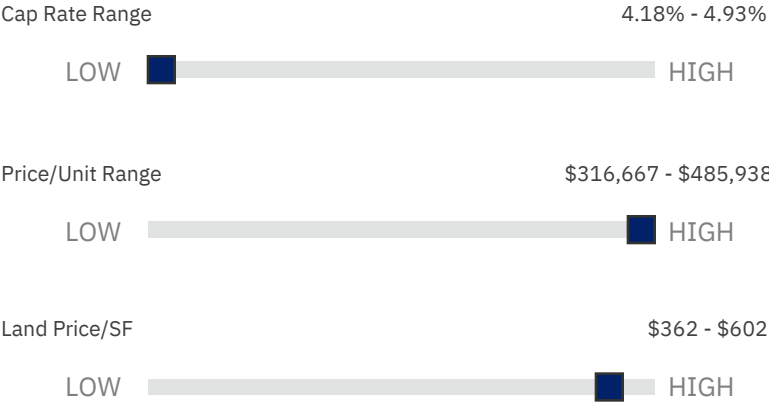 Cap Rate Range 4.18% - 4.93%
LOW HIGH
Price/Unit Range $316,667 - $485,938
LOW HIGH
Land Price/SF $362 - $602
LOW HIGH